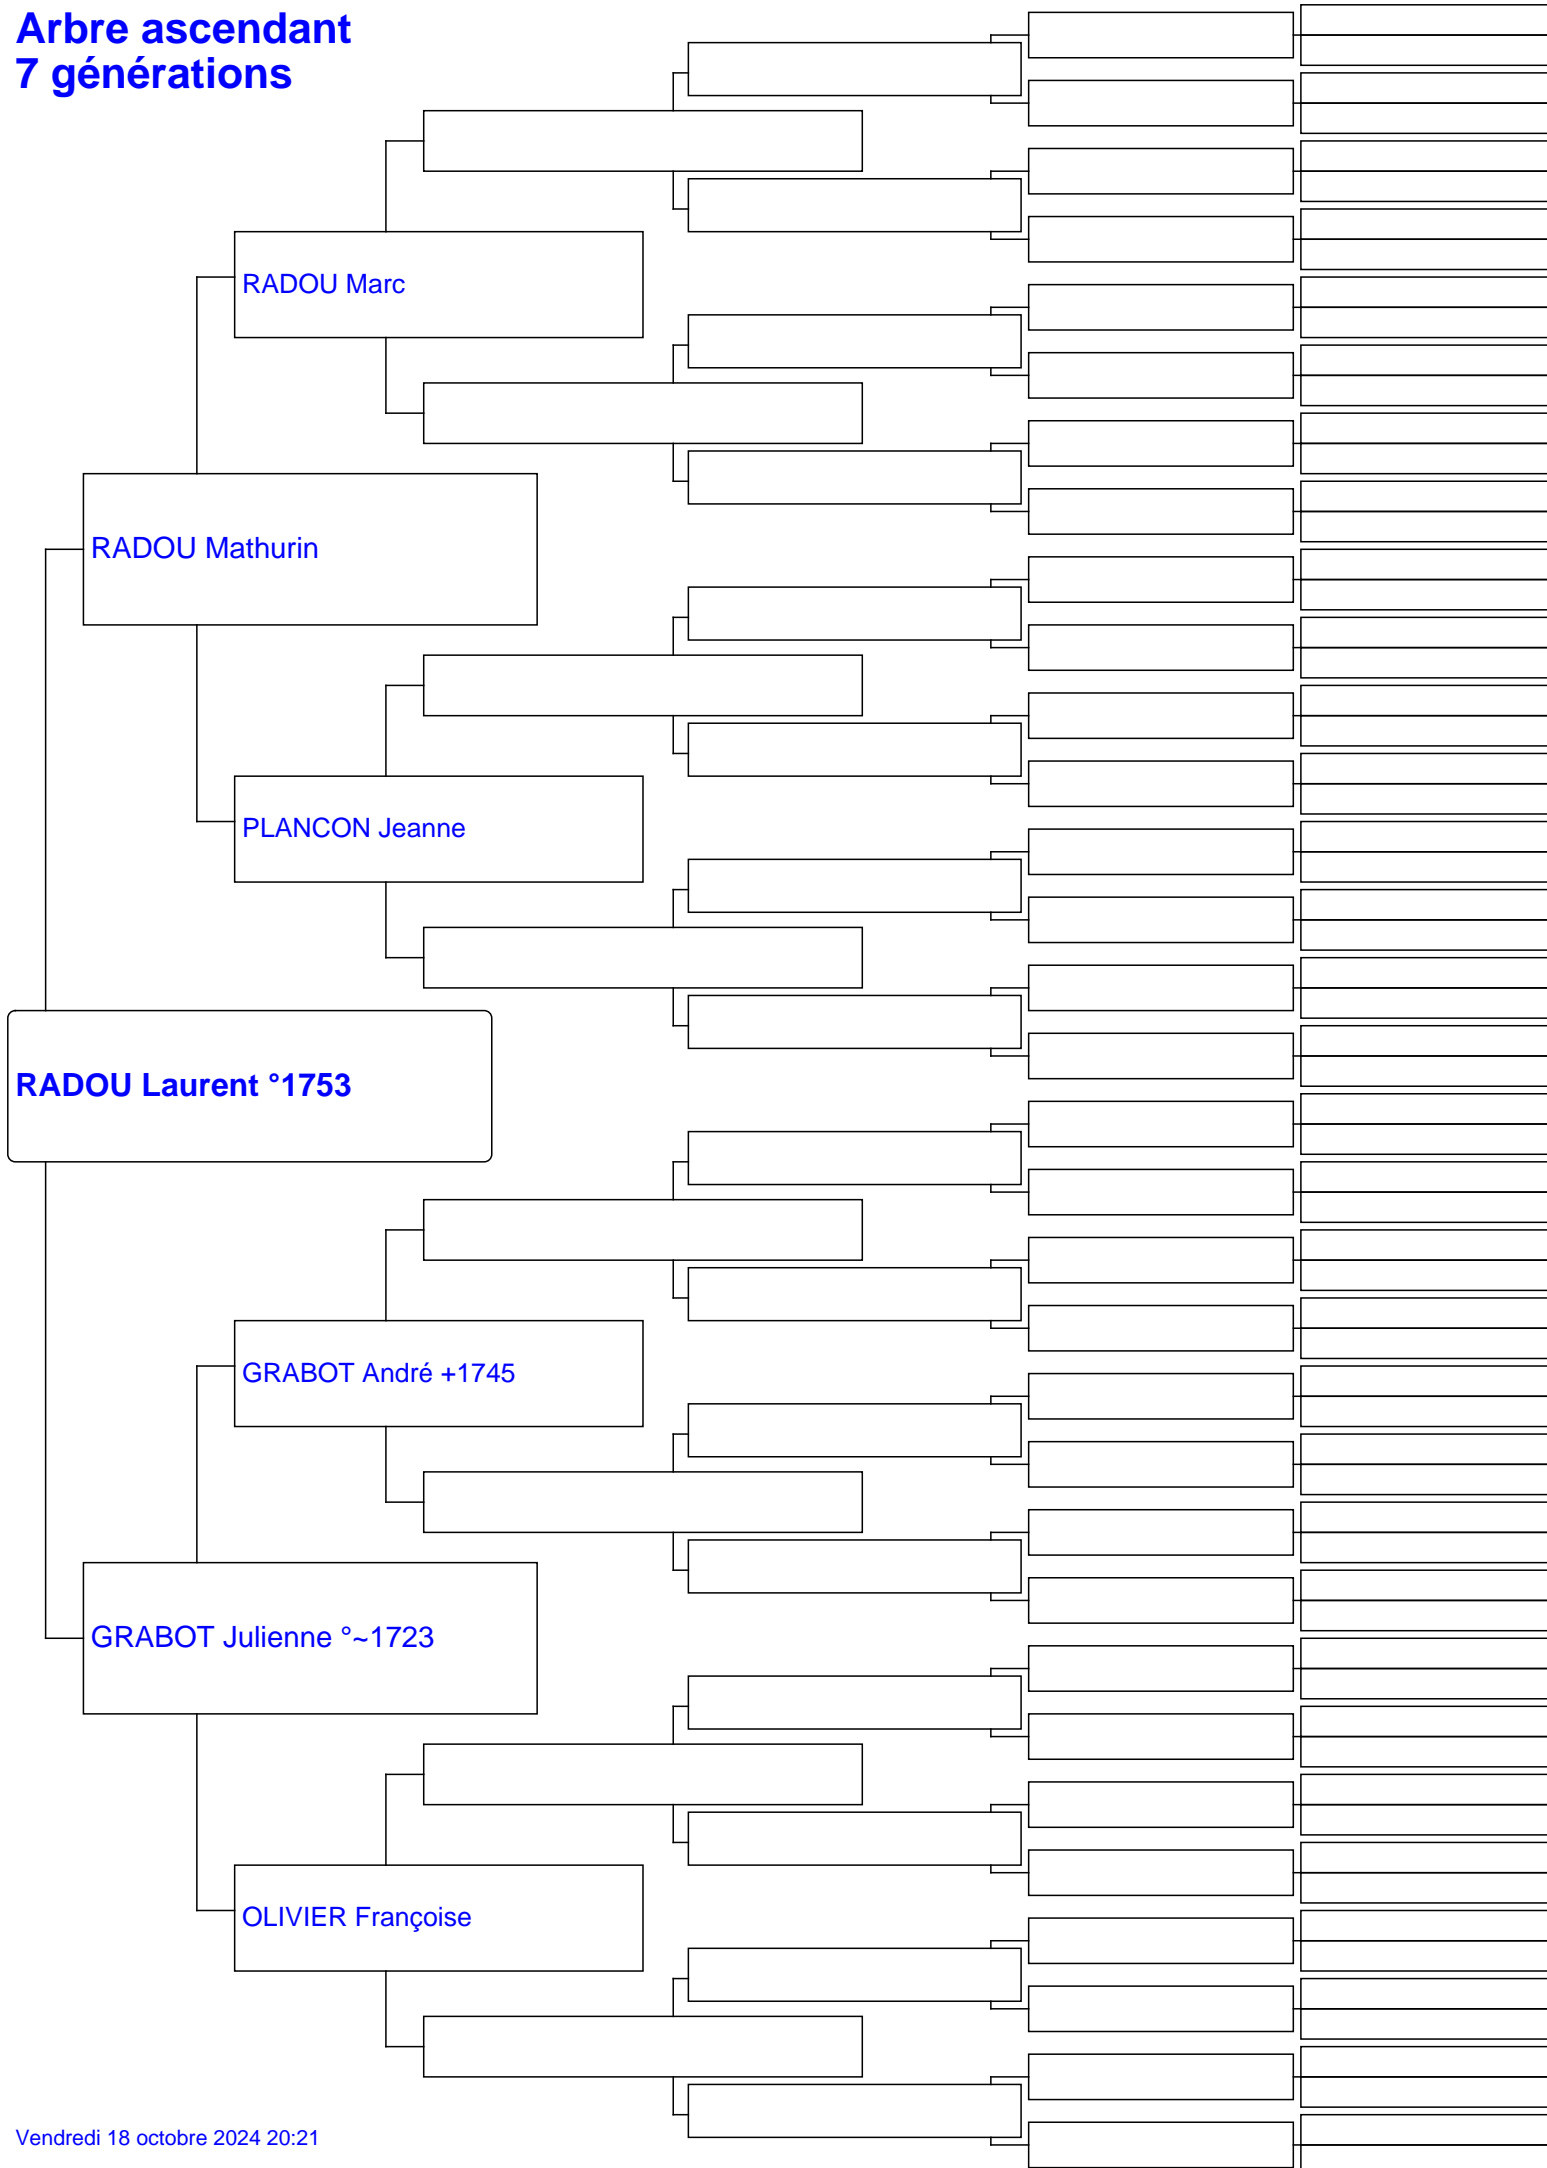 Arbre ascendant
7 générations
RADOU Marc
RADOU Mathurin
PLANCON Jeanne
RADOU Laurent °1753
GRABOT André +1745
GRABOT Julienne °~1723
OLIVIER Françoise
Vendredi 18 octobre 2024 20:21